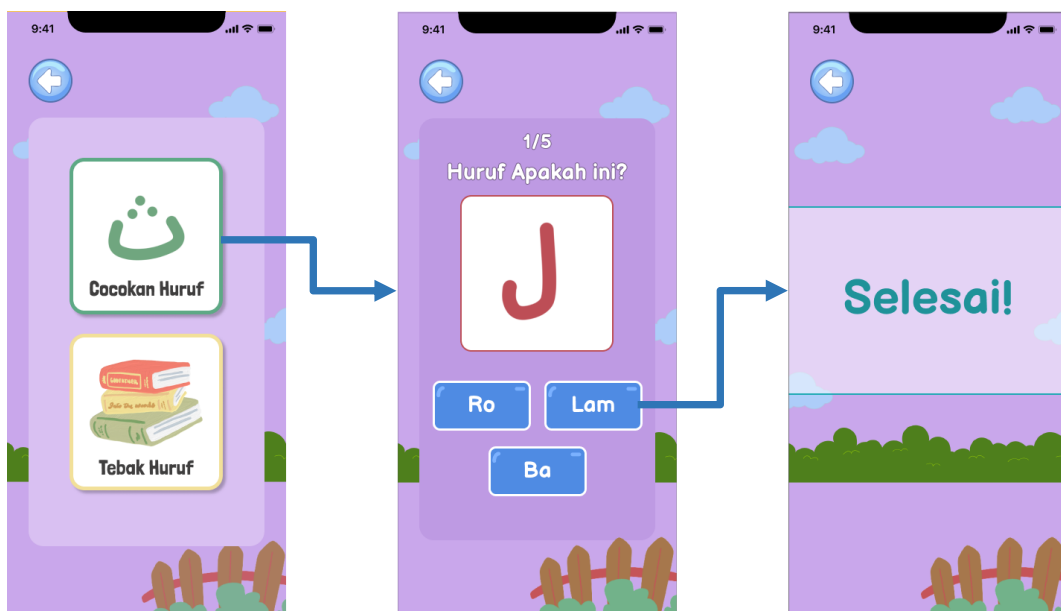 9:41
ث
Cocokan Huruf
LITERATURE
Tebak Huruf
9:41
1/5
Huruf Apakah ini?
ل
Ro
Lam
Ba
9:41
Selesai!